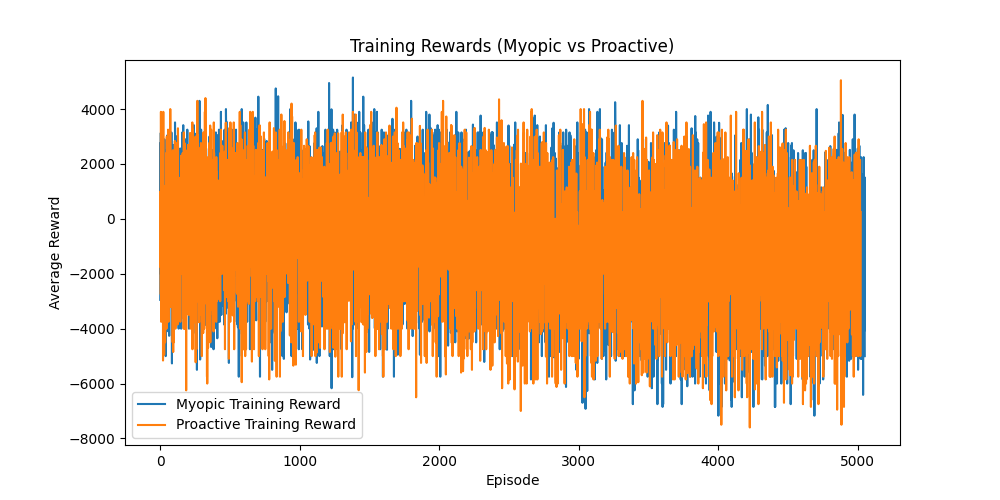 Training Rewards (Myopic vs Proactive)
4000
2000
0
−2000
−4000
−6000
−8000
Average Reward
Myopic Training Reward
Proactive Training Reward
0 1000 2000 3000 4000 5000
Episode